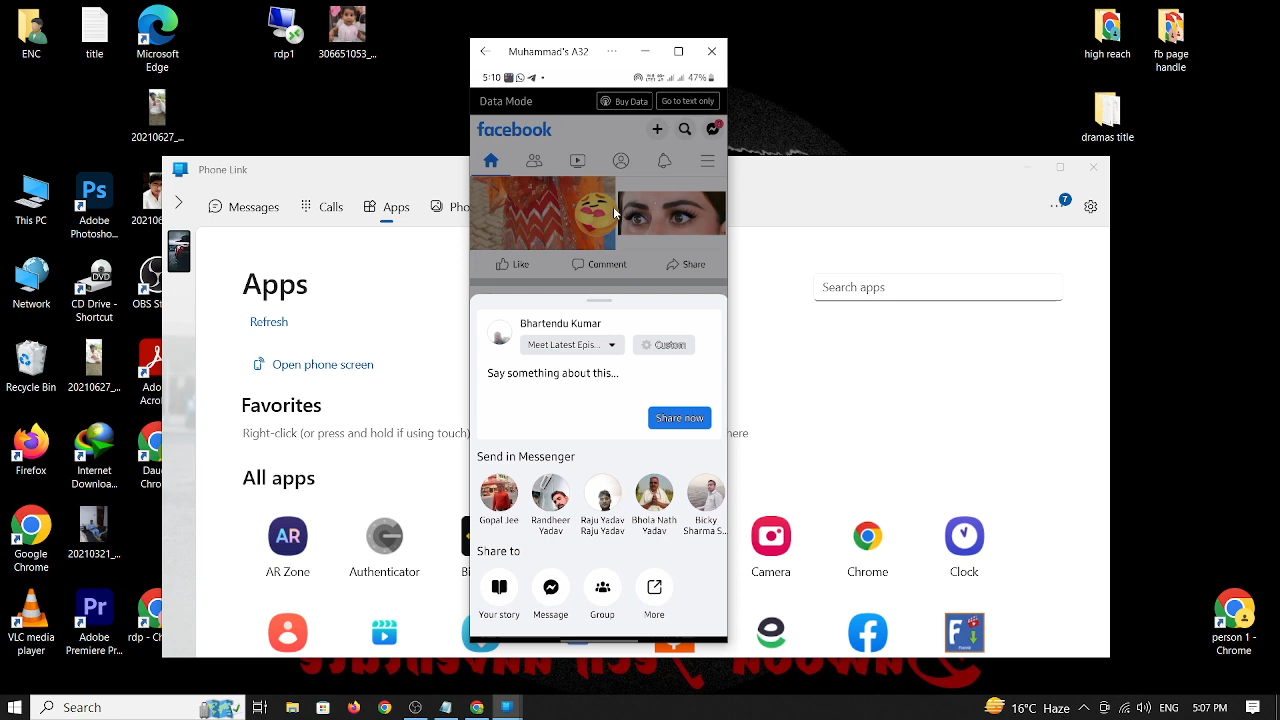 ENC
title
Microsoft
Edge
rdp1
306651053_...
high reach
fb page
handle
20210627_...
dramas title
Muhammad's A32
5:10
47%
Data Mode
Buy Data
Go to text only
facebook
Phone Link
7
Messages
Calls
Apps
Pho
This PC
Adobe
Photosho...
Ps
Like
Comment
Share
Apps
Search apps
Refresh
Network
CD Drive -
Shortcut
DVD
OBS St
Bhartendu Kumar
Meet Latest Epis...
Custom
Open phone screen
Say something about this...
Recycle Bin
20210627_...
Favorites
Share now
Right-click (or press and hold if using touch)
here
Firefox
Internet
Downloa...
Send in Messenger
All apps
Gopal Jee
Randheer
Yadav
Raju Yadav
Raju Yadav
Bhola Nath
Yadav
Bicky
Sharma S...
Google
Chrome
20210321_...
AR
AR Zone
Authenticator
Camera
Chrome
Clock
Share to
Your story
Message
Group
More
VLC media
player
Pr
Adobe
Premiere Pr...
rdp - C
person 1 -
Chrome
Search
16°C Haze
ENG
5:07 PM